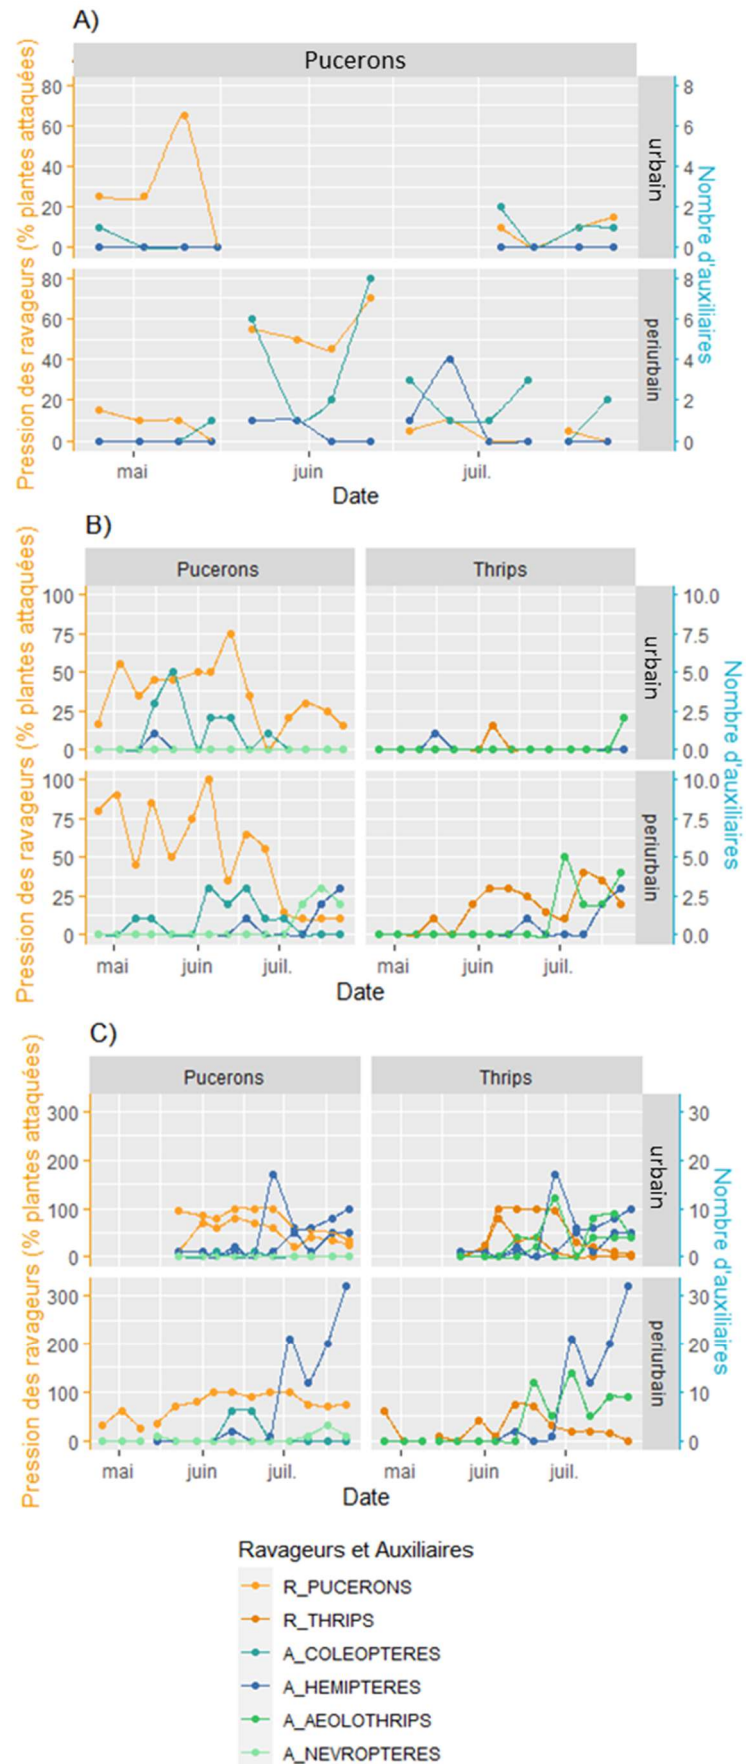 A)
Pucerons
Pression des ravageurs (% plantes attaquées)
80
60
40
20
0
urbain
8
6
4
2
0
Nombre d'auxiliaires
80
60
40
20
0
periurbain
8
6
4
2
0
mai
juin
juil.
Date
B)
Pucerons
Thrips
Pression des ravageurs (% plantes attaquées)
100
75
50
25
0
urbain
10.0
7.5
5.0
2.5
0.0
Nombre d'auxiliaires
100
75
50
25
0
periurbain
10.0
7.5
5.0
2.5
0.0
mai
juin
juil.
mai
juin
juil.
Date
C)
Pucerons
Thrips
Pression des ravageurs (% plantes attaquées)
300
200
100
0
urbain
30
20
10
0
Nombre d'auxiliaires
300
200
100
0
periurbain
30
20
10
0
mai
juin
juil.
mai
juin
juil.
Date
Ravageurs et Auxiliaires
R_PUCERONS
R_THRIPS
A_COLEOPTERES
A_HEMIPTERES
A_AEOLOTHRIPS
A_NEVROPTERES